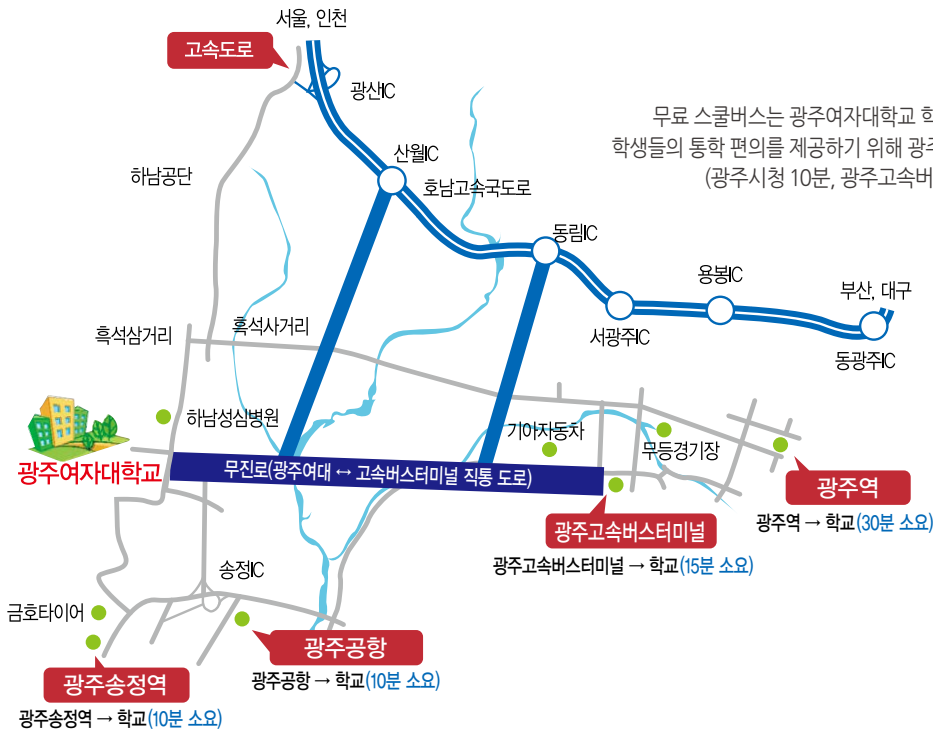 서울, 인천
고속도로
광산IC
무료 스쿨버스는 광주여자대학교 학
학생들의 통학 편의를 제공하기 위해 광주
(광주시청 10분, 광주고속버
산월IC
하남공단
호남고속국도로
동림IC
용봉IC
부산, 대구
흑석삼거리
흑석사거리
서광주IC
동광주IC
하남성심병원
기아자동차
무등경기장
광주여자대학교
무진로(광주여대 ↔ 고속버스터미널 직통 도로)
광주역
광주역 → 학교(30분 소요)
광주고속버스터미널
광주고속버스터미널 → 학교(15분 소요)
송정IC
금호타이어
광주공항
광주공항 → 학교(10분 소요)
광주송정역
광주송정역 → 학교(10분 소요)